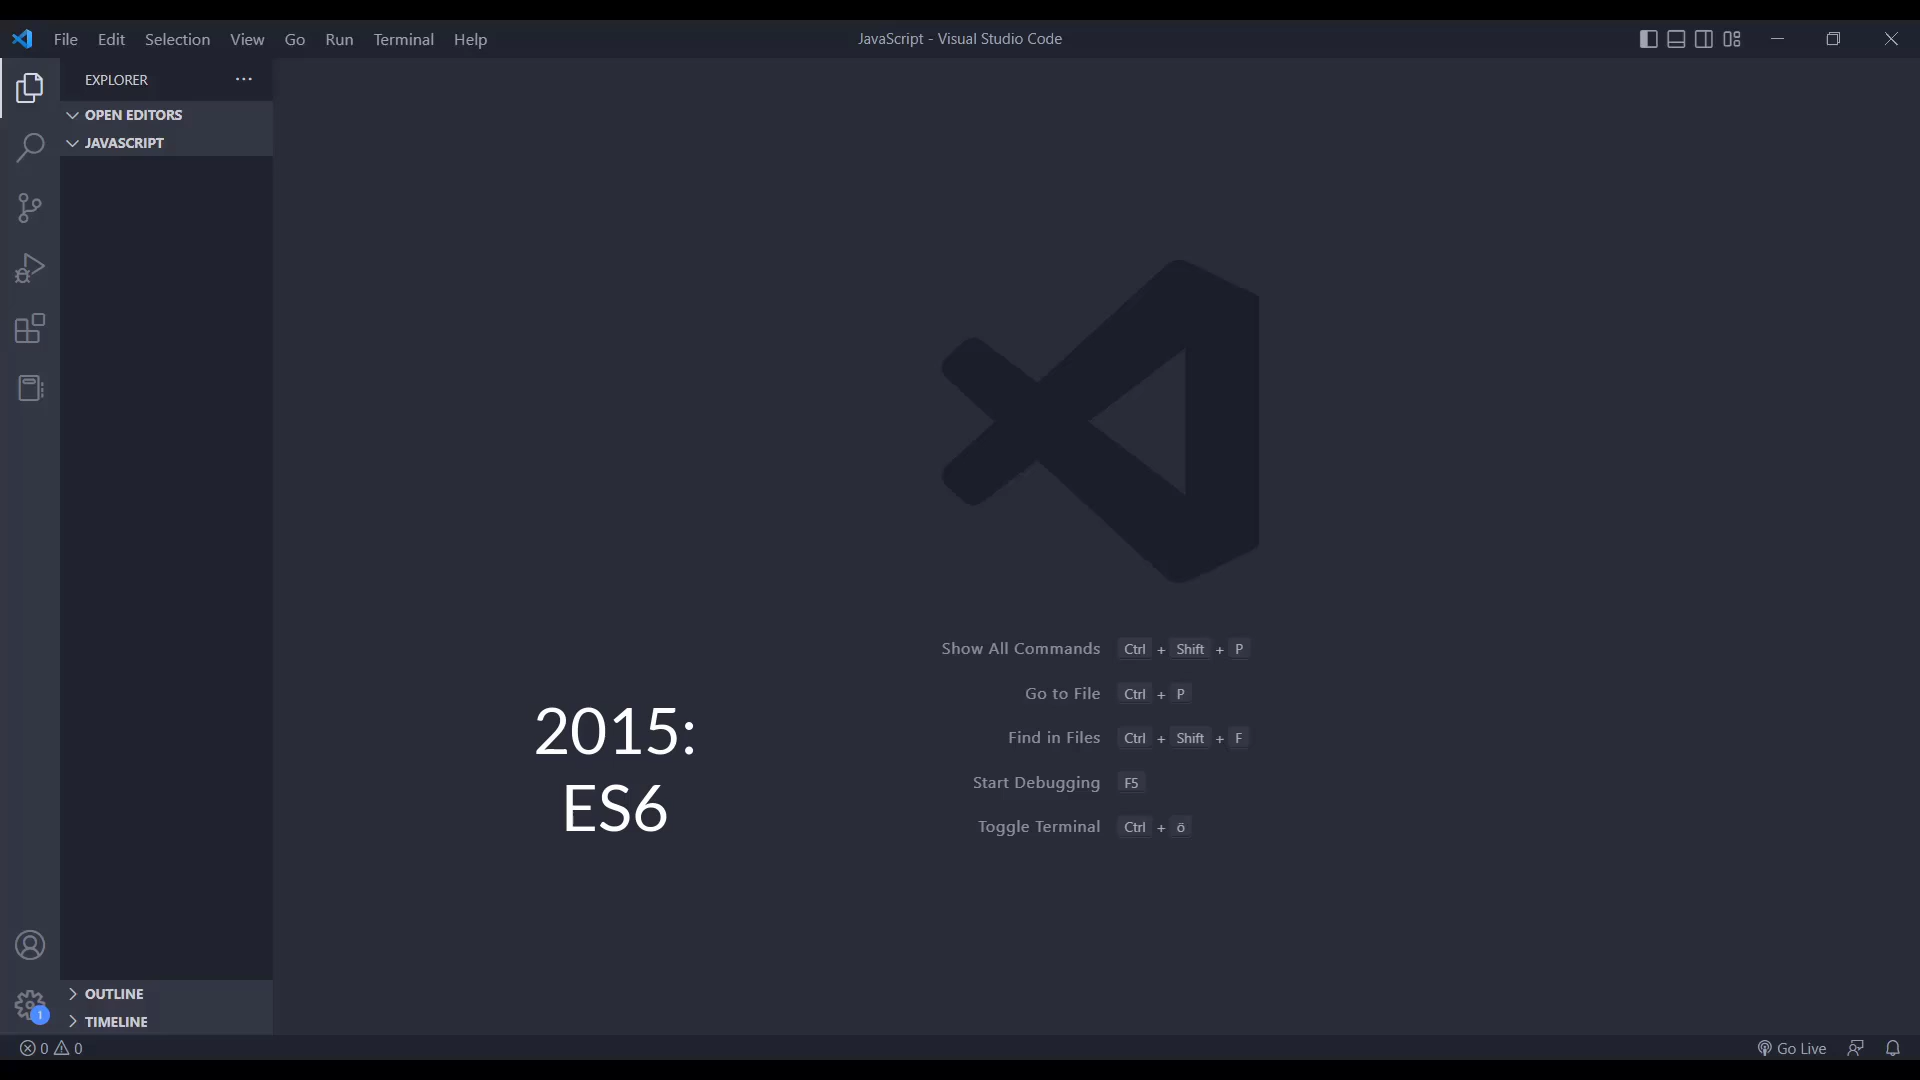 File Edit Selection View Go Run Terminal Help
JavaScript - Visual Studio Code
EXPLORER
OPEN EDITORS
JAVASCRIPT
Show All Commands Ctrl + Shift + P
Go to File Ctrl + P
Find in Files Ctrl + Shift + F
Start Debugging F5
Toggle Terminal Ctrl + ö
2015:
ES6
OUTLINE
1
TIMELINE
0 0
Go Live